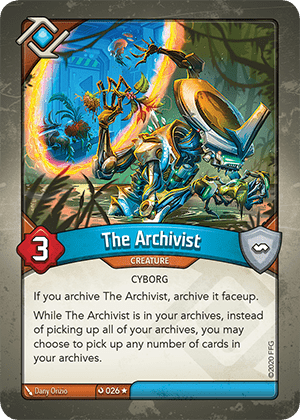 The Archivist
3
CREATURE
CYBORG
If you archive The Archivist, archive it faceup.
While The Archivist is in your archives, instead
of picking up all of your archives, you may
choose to pick up any number of cards in
your archives.
Dany Orizio
026
©2020 FFG